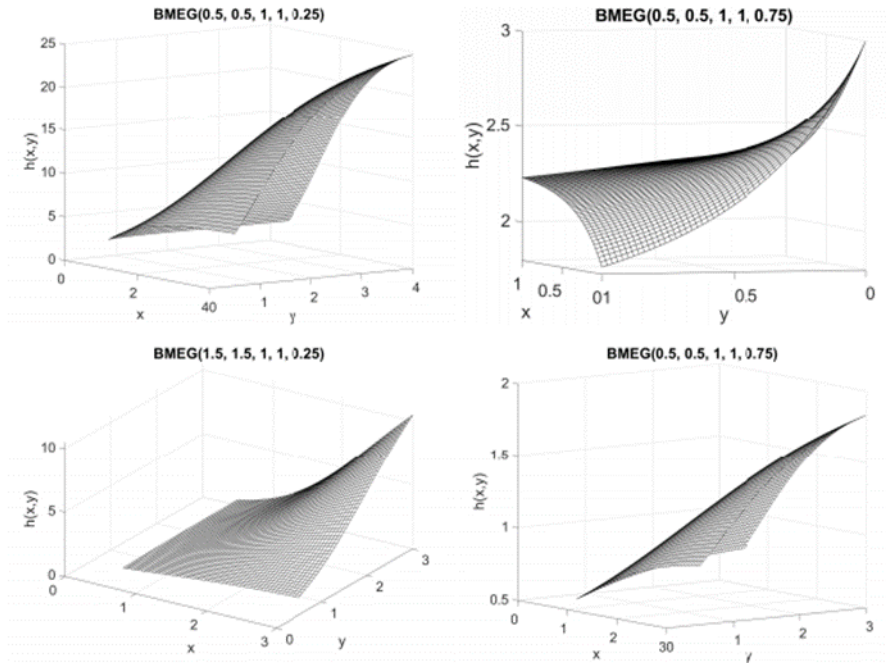 BMEG(0.5, 0.5, 1, 1, 0.25)
25
20
15
10
5
0
h(x,y)
0
2
40
x
1
2
3
4
y
BMEG(0.5, 0.5, 1, 1, 0.75)
3
2.5
2
h(x,y)
1
0.5
01
x
0.5
0
y
BMEG(1.5, 1.5, 1, 1, 0.25)
10
5
0
h(x,y)
0
1
2
3
x
0
1
2
3
y
BMEG(0.5, 0.5, 1, 1, 0.75)
2
1.5
1
0.5
h(x,y)
0
1
2
30
x
1
2
3
y